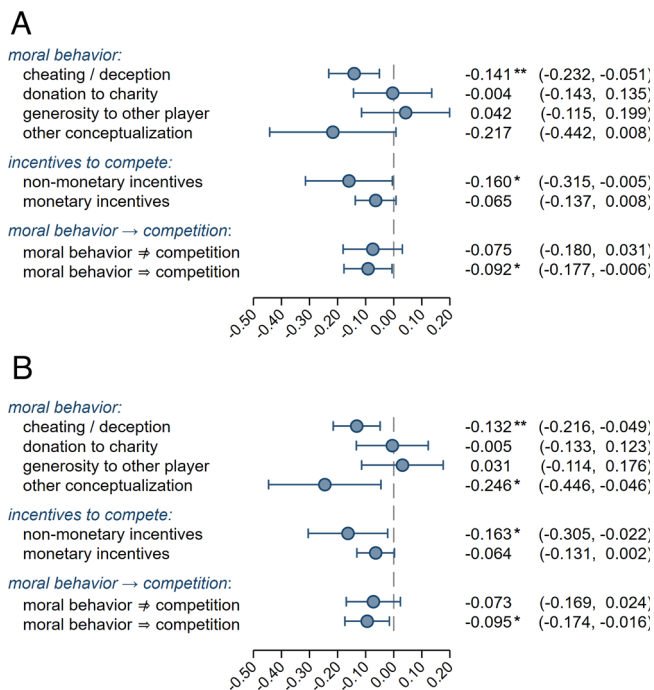 A
moral behavior:
cheating / deception -0.141** (-0.232, -0.051)
donation to charity -0.004 (-0.143, 0.135)
generosity to other player 0.042 (-0.115, 0.199)
other conceptualization -0.217 (-0.442, 0.008)
incentives to compete:
non-monetary incentives -0.160* (-0.315, -0.005)
monetary incentives -0.065 (-0.137, 0.008)
moral behavior → competition:
moral behavior ⇏ competition -0.075 (-0.180, 0.031)
moral behavior ⇒ competition -0.092* (-0.177, -0.006)
-0.50 -0.40 -0.30 -0.20 -0.10 0.00 0.10 0.20
B
moral behavior:
cheating / deception -0.132** (-0.216, -0.049)
donation to charity -0.005 (-0.133, 0.123)
generosity to other player 0.031 (-0.114, 0.176)
other conceptualization -0.246* (-0.446, -0.046)
incentives to compete:
non-monetary incentives -0.163* (-0.305, -0.022)
monetary incentives -0.064 (-0.131, 0.002)
moral behavior → competition:
moral behavior ⇏ competition -0.073 (-0.169, 0.024)
moral behavior ⇒ competition -0.095* (-0.174, -0.016)
-0.50 -0.40 -0.30 -0.20 -0.10 0.00 0.10 0.20